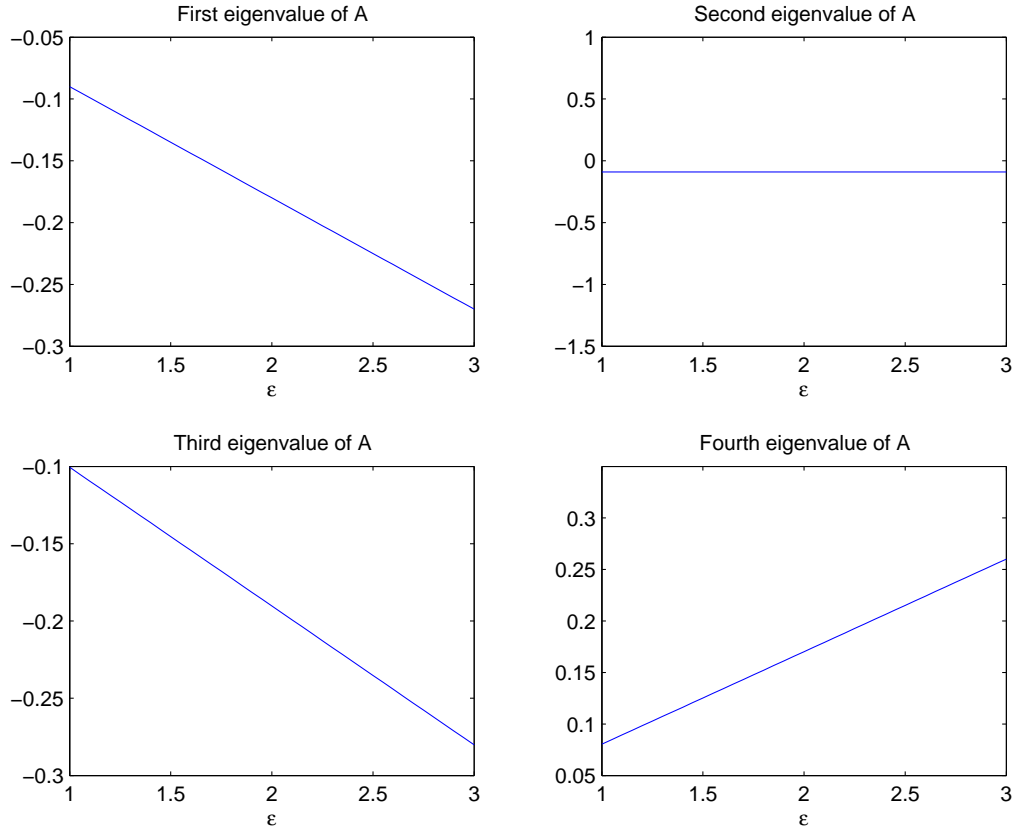 First eigenvalue of A
−0.05
−0.1
−0.15
−0.2
−0.25
−0.3
1 1.5 2 2.5 3
ε
Second eigenvalue of A
1
0.5
0
−0.5
−1
−1.5
1 1.5 2 2.5 3
ε
Third eigenvalue of A
−0.1
−0.15
−0.2
−0.25
−0.3
1 1.5 2 2.5 3
ε
Fourth eigenvalue of A
0.3
0.25
0.2
0.15
0.1
0.05
1 1.5 2 2.5 3
ε